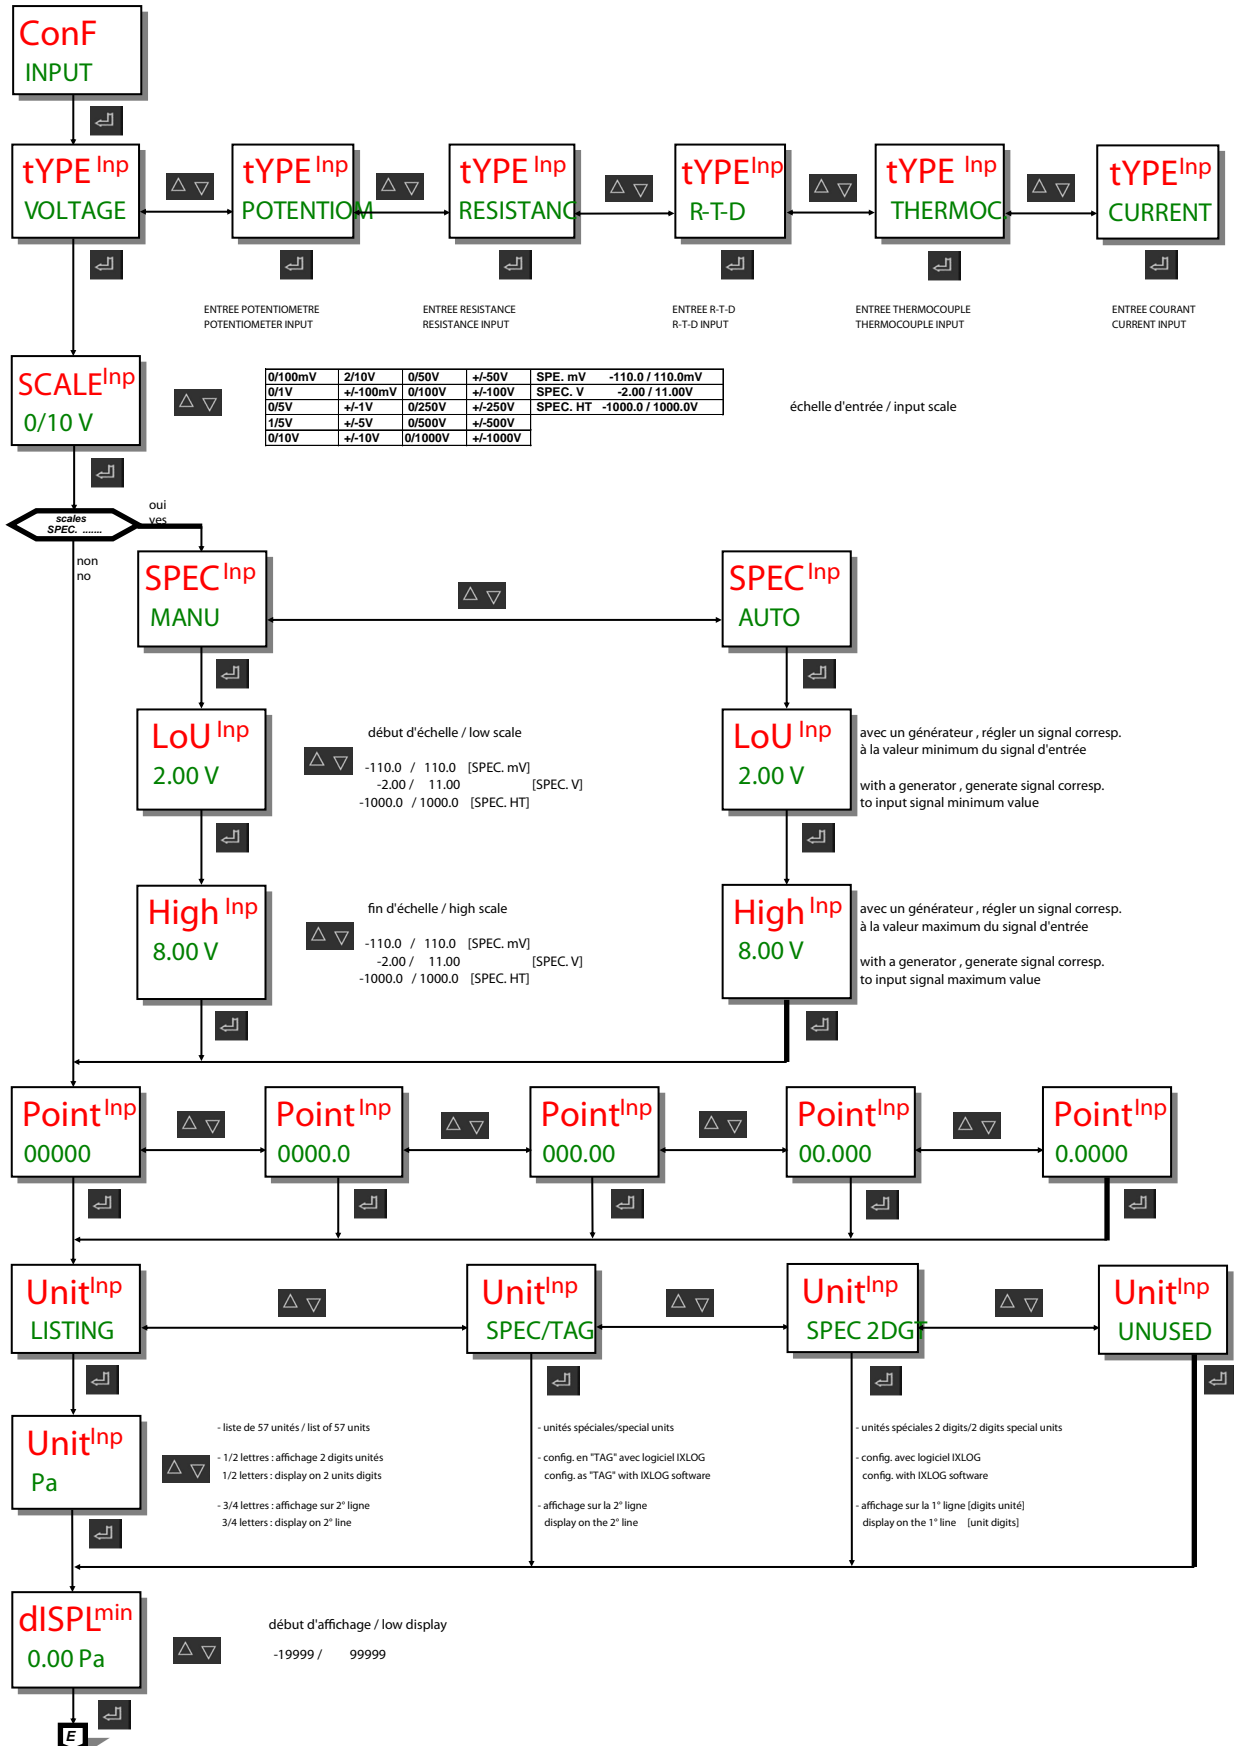 ConF
INPUT
tYPE Inp
VOLTAGE
tYPE Inp
POTENTIOM
tYPE Inp
RESISTANC
tYPE Inp
R-T-D
tYPE Inp
THERMOC.
tYPE Inp
CURRENT
ENTREE POTENTIOMETRE
POTENTIOMETER INPUT
ENTREE RESISTANCE
RESISTANCE INPUT
ENTREE R-T-D
R-T-D INPUT
ENTREE THERMOCOUPLE
THERMOCOUPLE INPUT
ENTREE COURANT
CURRENT INPUT
SCALE Inp
0/10 V
0/100mV 2/10V 0/50V +/-50V SPE. mV -110.0 / 110.0mV
0/1V +/-100mV 0/100V +/-100V SPEC. V -2.00 / 11.00V
0/5V +/-1V 0/250V +/-250V SPEC. HT -1000.0 / 1000.0V
1/5V +/-5V 0/500V +/-500V
0/10V +/-10V 0/1000V +/-1000V
échelle d'entrée / input scale
scales
SPEC. .......
oui
yes
non
no
SPEC Inp
MANU
SPEC Inp
AUTO
LoU Inp
2.00 V
début d'échelle / low scale
-110.0 / 110.0 [SPEC. mV]
-2.00 / 11.00 [SPEC. V]
-1000.0 / 1000.0 [SPEC. HT]
LoU Inp
2.00 V
avec un générateur , régler un signal corresp.
à la valeur minimum du signal d'entrée
with a generator , generate signal corresp.
to input signal minimum value
High Inp
8.00 V
fin d'échelle / high scale
-110.0 / 110.0 [SPEC. mV]
-2.00 / 11.00 [SPEC. V]
-1000.0 / 1000.0 [SPEC. HT]
High Inp
8.00 V
avec un générateur , régler un signal corresp.
à la valeur maximum du signal d'entrée
with a generator , generate signal corresp.
to input signal maximum value
Point Inp
00000
Point Inp
0000.0
Point Inp
000.00
Point Inp
00.000
Point Inp
0.0000
Unit Inp
LISTING
Unit Inp
SPEC/TAG
Unit Inp
SPEC 2DGT
Unit Inp
UNUSED
Unit Inp
Pa
- liste de 57 unités / list of 57 units
- 1/2 lettres : affichage 2 digits unités
1/2 letters : display on 2 units digits
- 3/4 lettres : affichage sur 2° ligne
3/4 letters : display on 2° line
- unités spéciales/special units
- config. en "TAG" avec logiciel IXLOG
config. as "TAG" with IXLOG software
- affichage sur la 2° ligne
display on the 2° line
- unités spéciales 2 digits/2 digits special units
- config. avec logiciel IXLOG
config. with IXLOG software
- affichage sur la 1° ligne [digits unité]
display on the 1° line [unit digits]
dISPL min
0.00 Pa
début d'affichage / low display
-19999 / 99999
E